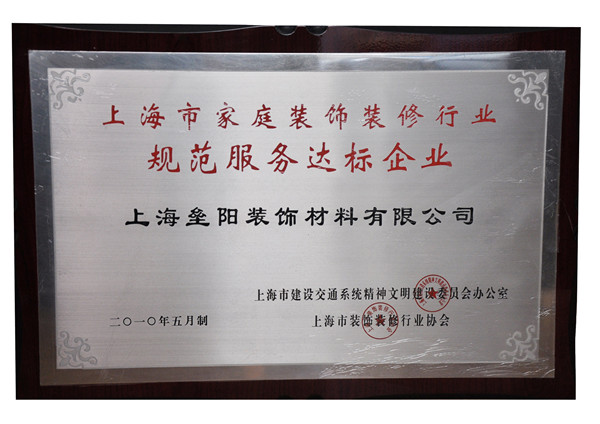 上海市家庭装饰装修行业
规范服务达标企业
上海垒阳装饰材料有限公司
上海市建设交通系统精神文明建设委员会办公室
二〇一〇年五月制
上海市装饰装修行业协会